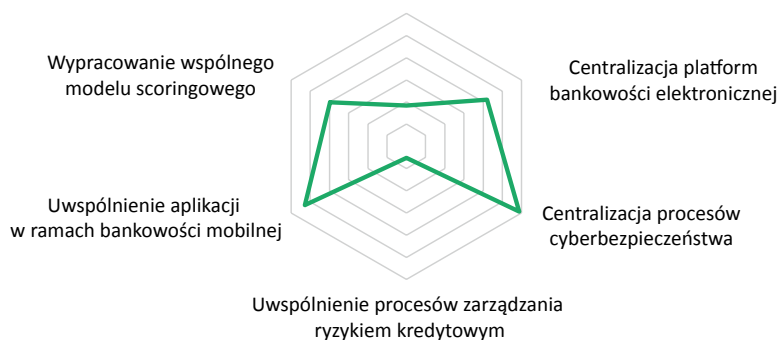 Wypracowanie wspólnego
modelu scoringowego
Centralizacja platform
bankowości elektronicznej
Uwspólnienie aplikacji
w ramach bankowości mobilnej
Centralizacja procesów
cyberbezpieczeństwa
Uwspólnienie procesów zarządzania
ryzykiem kredytowym